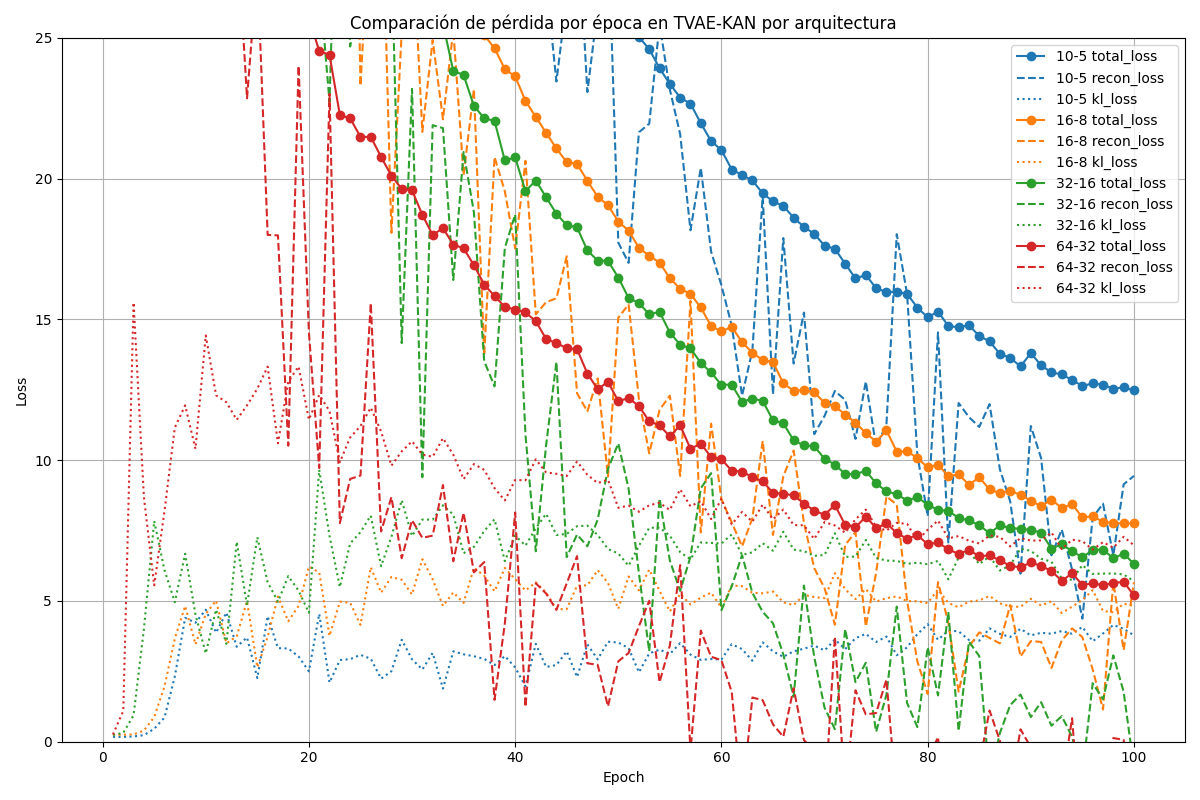 Comparación de pérdida por época en TVAE-KAN por arquitectura
25
20
15
10
5
0
Loss
0
20
40
60
80
100
Epoch
10-5 total_loss
10-5 recon_loss
10-5 kl_loss
16-8 total_loss
16-8 recon_loss
16-8 kl_loss
32-16 total_loss
32-16 recon_loss
32-16 kl_loss
64-32 total_loss
64-32 recon_loss
64-32 kl_loss